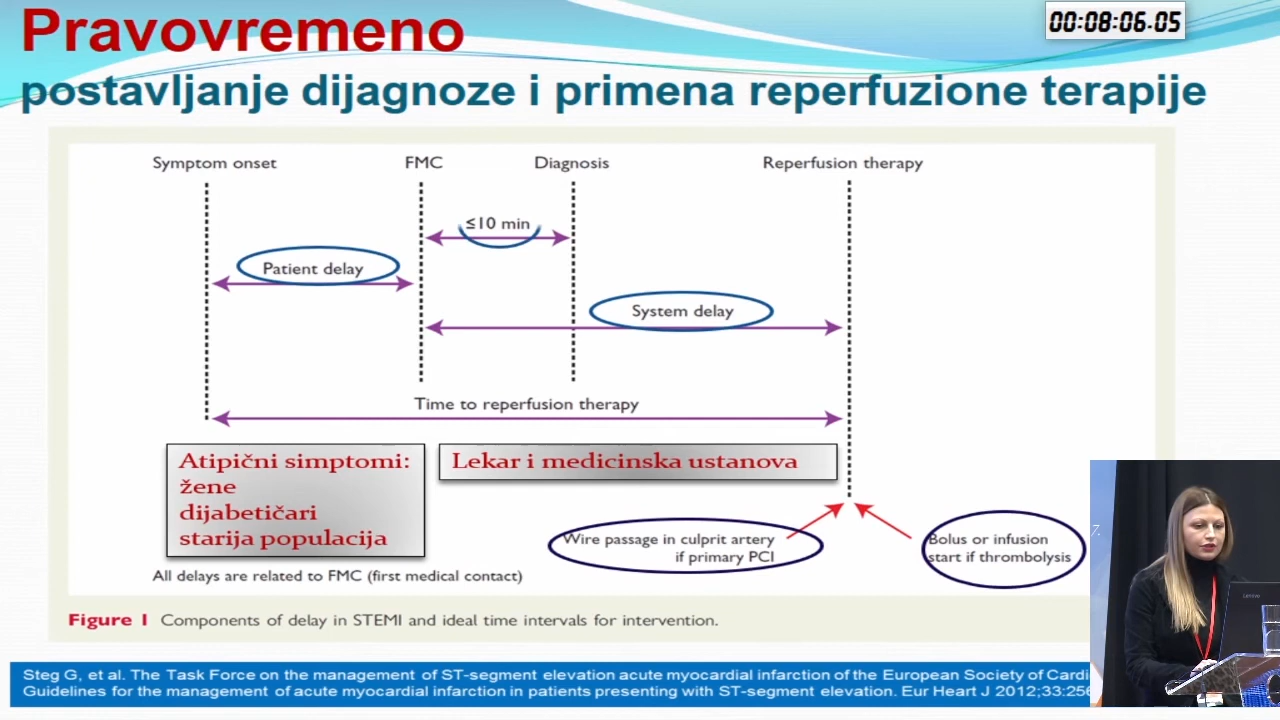 Pravovremeno
00:08:06.05
postavljanje dijagnoze i primena reperfuzione terapije
Symptom onset
FMC
Diagnosis
Reperfusion therapy
≤10 min
Patient delay
System delay
Time to reperfusion therapy
Atipični simptomi:
žene
dijabetičari
starija populacija
Lekar i medicinska ustanova
Wire passage in culprit artery
if primary PCI
Bolus or infusion
start if thrombolysis
All delays are related to FMC (first medical contact)
Figure 1 Components of delay in STEMI and ideal time intervals for intervention.
Steg G, et al. The Task Force on the management of ST-segment elevation acute myocardial infarction of the European Society of Cardi
Guidelines for the management of acute myocardial infarction in patients presenting with ST-segment elevation. Eur Heart J 2012;33:256
7.
Lenovo